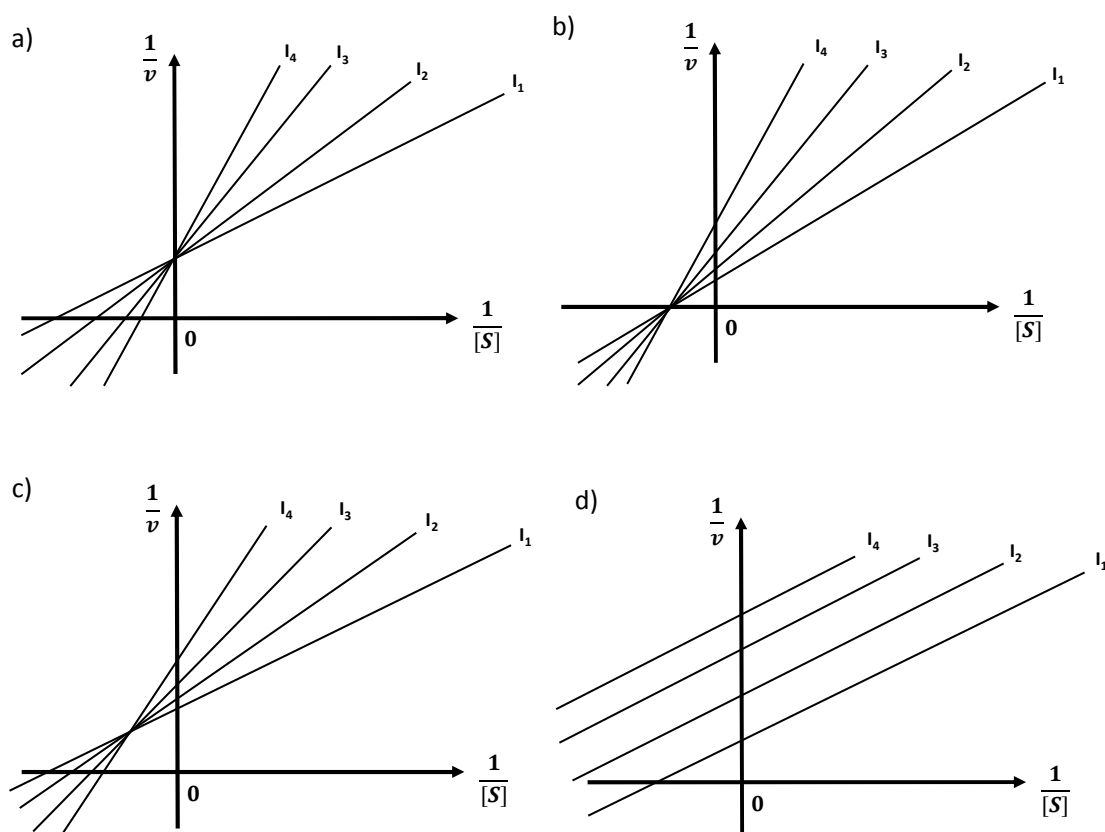 a)
1/v
I₄ I₃ I₂ I₁
0
1/[S]
b)
1/v
I₄ I₃ I₂ I₁
0
1/[S]
c)
1/v
I₄ I₃ I₂ I₁
0
1/[S]
d)
1/v
I₄ I₃ I₂ I₁
0
1/[S]